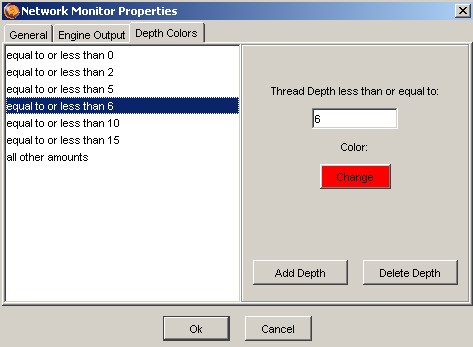 Network Monitor Properties
General Engine Output Depth Colors
equal to or less than 0
equal to or less than 2
equal to or less than 5
equal to or less than 6
equal to or less than 10
equal to or less than 15
all other amounts
Thread Depth less than or equal to:
6
Color:
Change
Add Depth Delete Depth
Ok Cancel